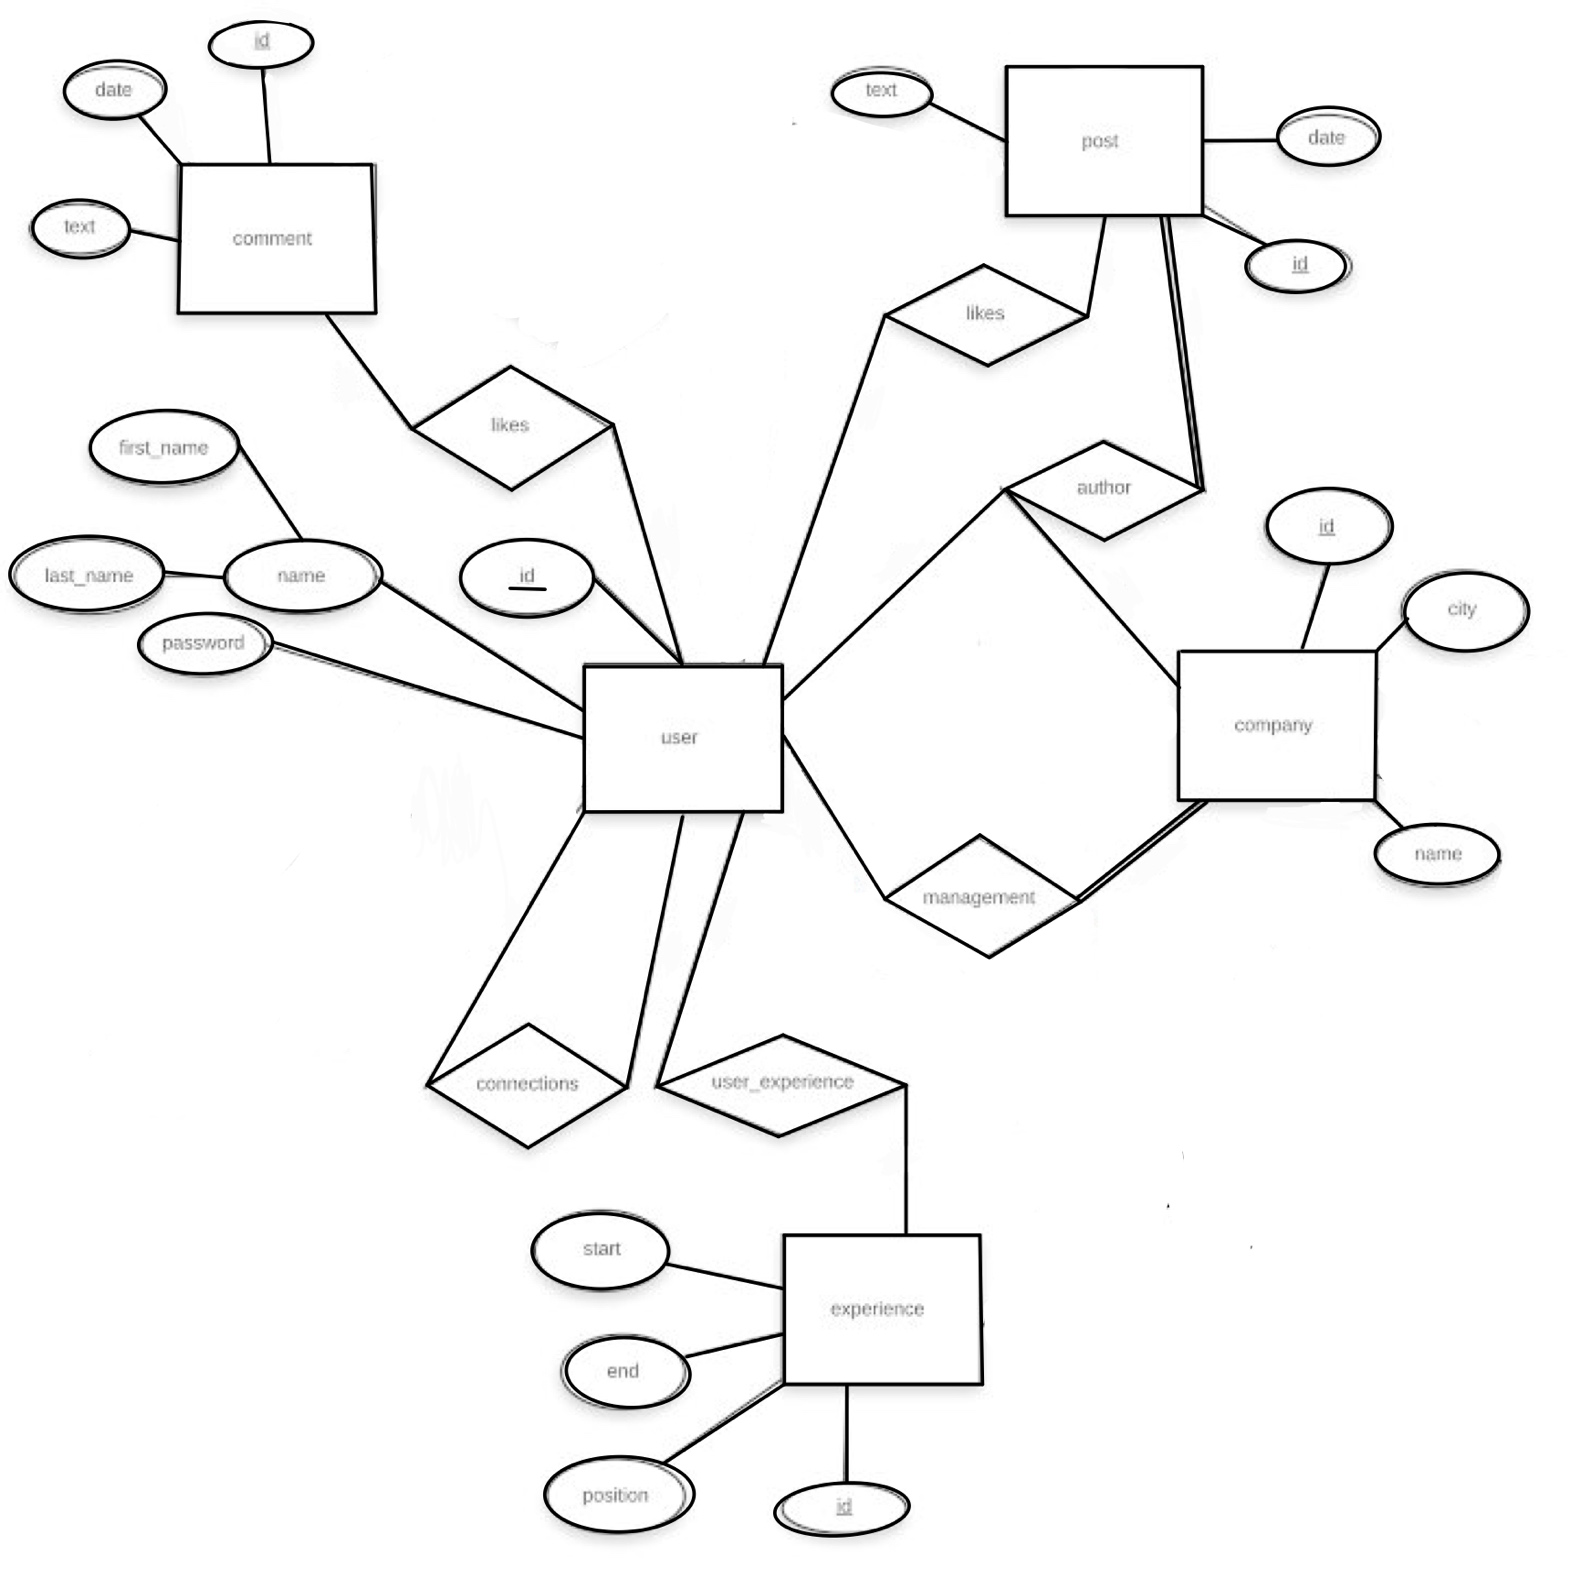 id
date
text
comment
text
post
date
id
likes
likes
first_name
last_name
name
id
password
author
id
city
user
company
name
management
connections
user_experience
start
experience
end
position
id